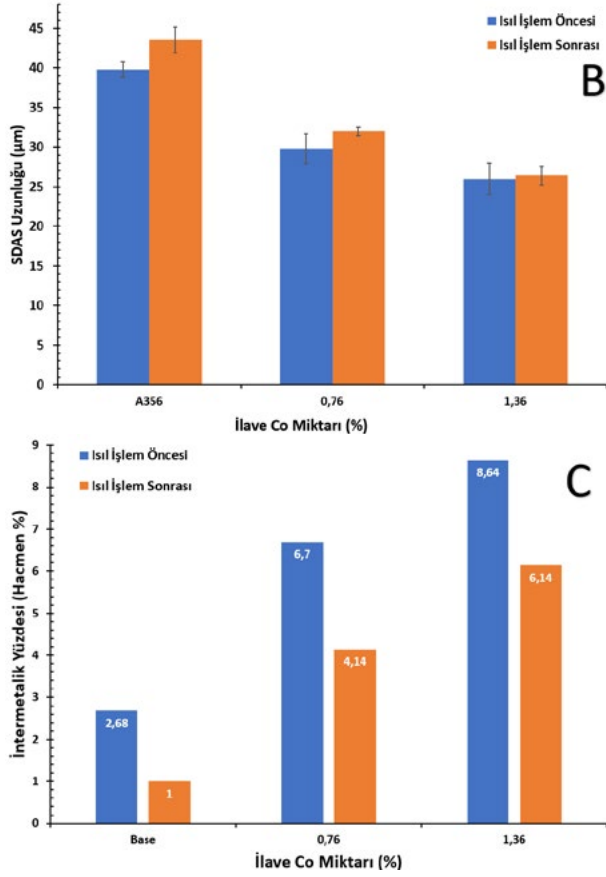 Isıl İşlem Öncesi
Isıl İşlem Sonrası
B
SDAS Uzunluğu (µm)
45
40
35
30
25
20
15
10
5
0
A356 0,76 1,36
İlave Co Miktarı (%)
Isıl İşlem Öncesi
Isıl İşlem Sonrası
C
İntermetalik Yüzdesi (Hacmen %)
9
8
7
6
5
4
3
2
1
0
2,68
1
6,7
4,14
8,64
6,14
Base 0,76 1,36
İlave Co Miktarı (%)